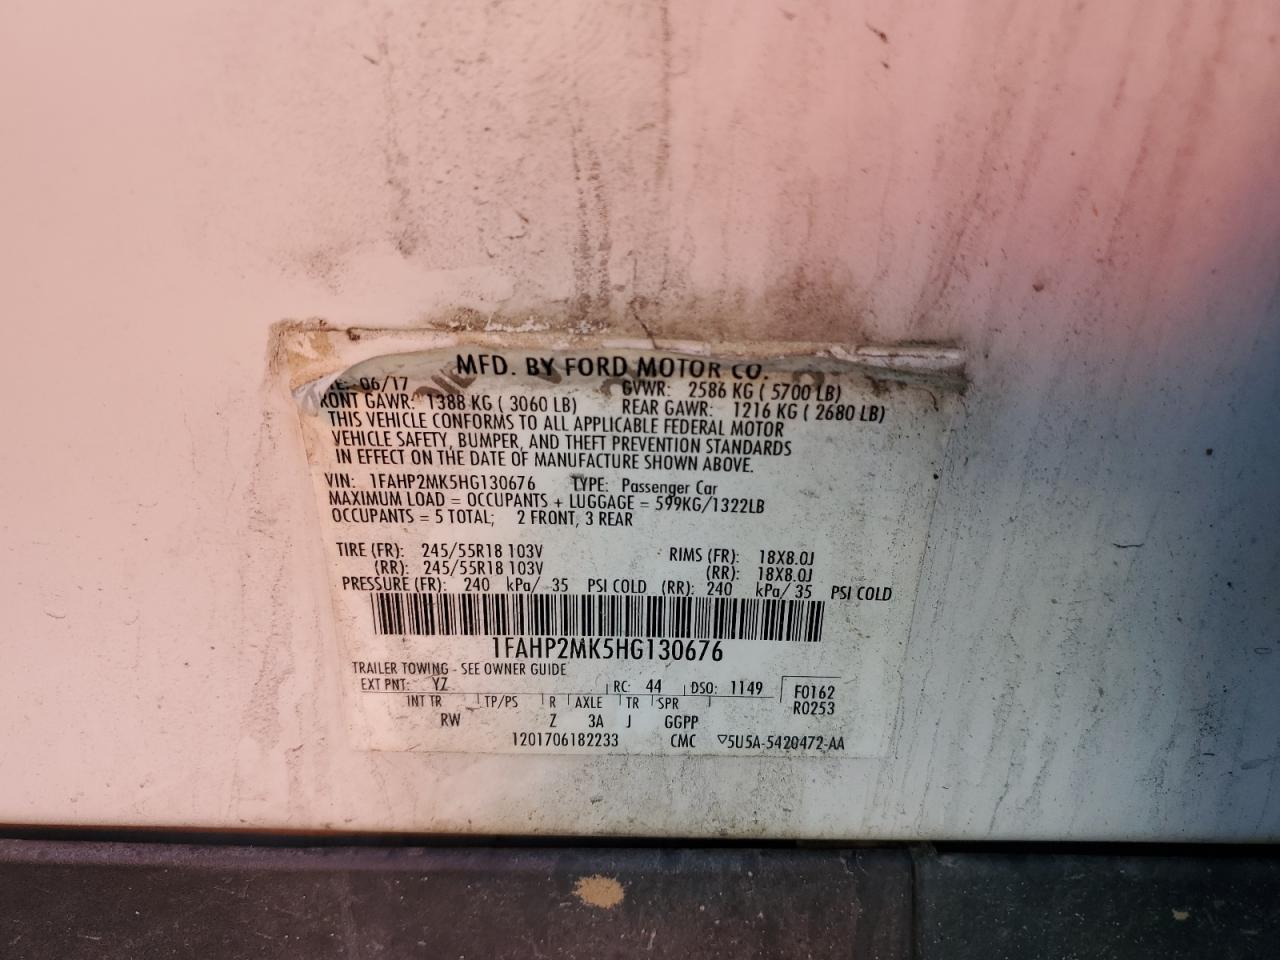 MFD. BY FORD MOTOR CO.
06/17 GVWR: 2586 KG ( 5700 LB)
RONT GAWR: 1388 KG ( 3060 LB) REAR GAWR: 1216 KG ( 2680 LB)
THIS VEHICLE CONFORMS TO ALL APPLICABLE FEDERAL MOTOR
VEHICLE SAFETY, BUMPER, AND THEFT PREVENTION STANDARDS
IN EFFECT ON THE DATE OF MANUFACTURE SHOWN ABOVE.
VIN: 1FAHP2MK5HG130676 TYPE: Passenger Car
MAXIMUM LOAD = OCCUPANTS + LUGGAGE = 599KG/1322LB
OCCUPANTS = 5 TOTAL; 2 FRONT, 3 REAR
TIRE (FR): 245/55R18 103V RIMS (FR): 18X8.0J
(RR): 245/55R18 103V (RR): 18X8.0J
PRESSURE (FR): 240 kPa/ 35 PSI COLD (RR): 240 kPa/ 35 PSI COLD
1FAHP2MK5HG130676
TRAILER TOWING - SEE OWNER GUIDE
EXT PNT: YZ RC: 44 DSO: 1149 F0162
INT TR TP/PS R AXLE TR SPR R0253
RW Z 3A J GGPP
1201706182233 CMC ▽5U5A-5420472-AA